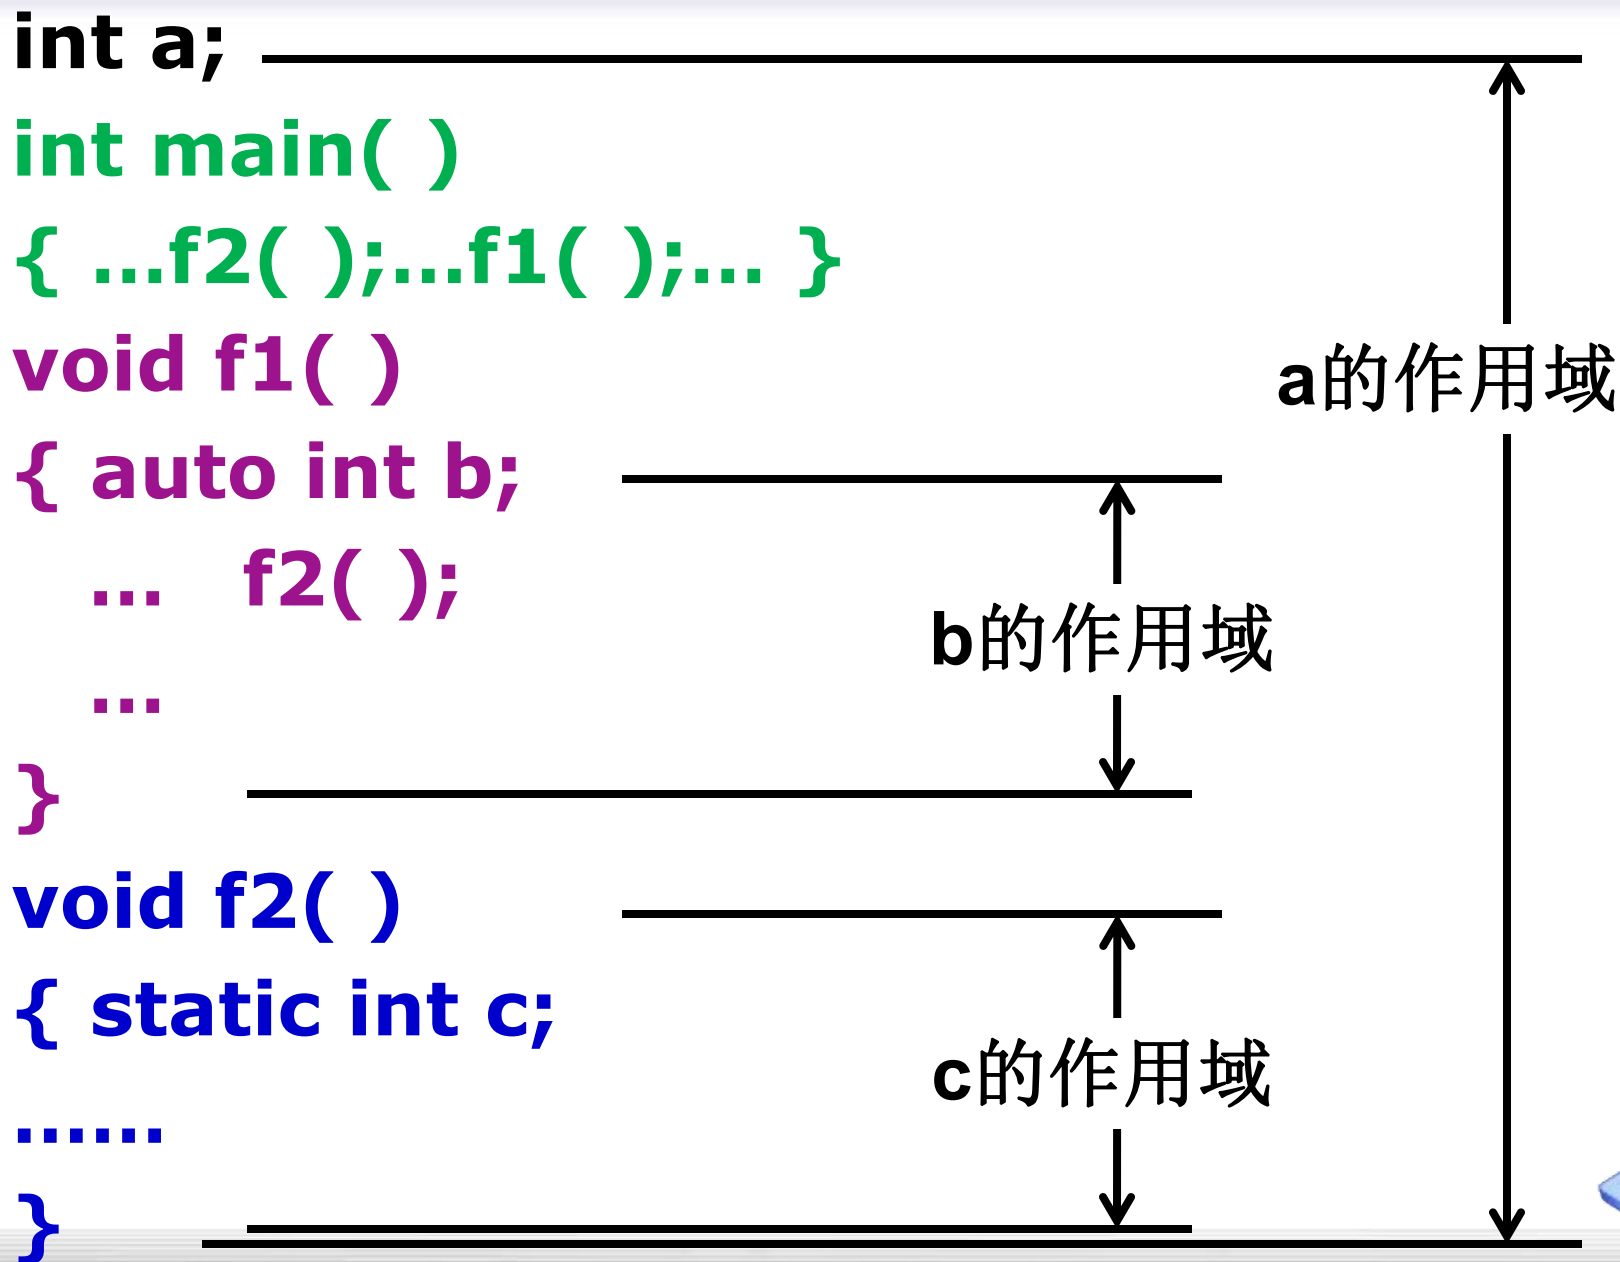 int a;
int main( )
{ …f2( );…f1( );… }
void f1( )
a的作用域
{ auto int b;
… f2( );
b的作用域
…
}
void f2( )
{ static int c;
c的作用域
……
}